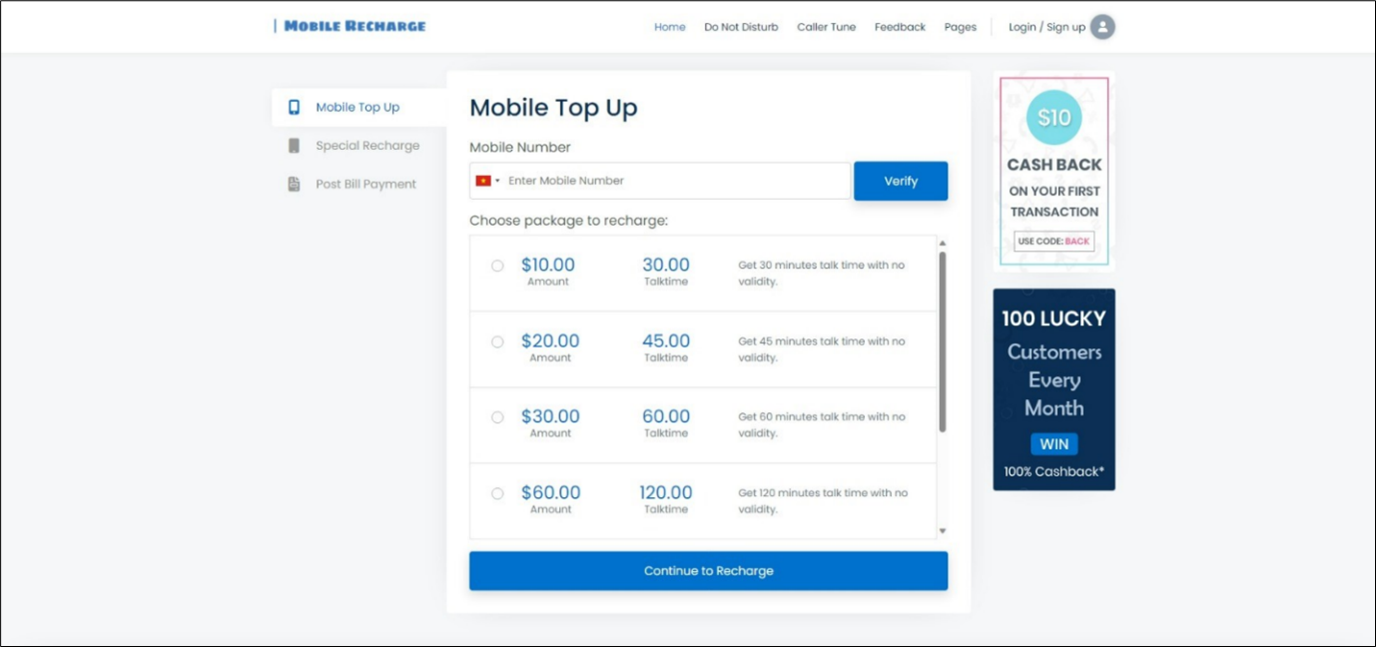 MOBILE RECHARGE
Home Do Not Disturb Caller Tune Feedback Pages Login / Sign up
Mobile Top Up
Special Recharge
Post Bill Payment
Mobile Top Up
Mobile Number
Enter Mobile Number
Verify
Choose package to recharge:
$10.00 30.00 Get 30 minutes talk time with no
Amount Talktime validity.
$20.00 45.00 Get 45 minutes talk time with no
Amount Talktime validity.
$30.00 60.00 Get 60 minutes talk time with no
Amount Talktime validity.
$60.00 120.00 Get 120 minutes talk time with no
Amount Talktime validity.
Continue to Recharge
$10
CASH BACK
ON YOUR FIRST
TRANSACTION
USE CODE: BACK
100 LUCKY
Customers
Every
Month
WIN
100% Cashback*